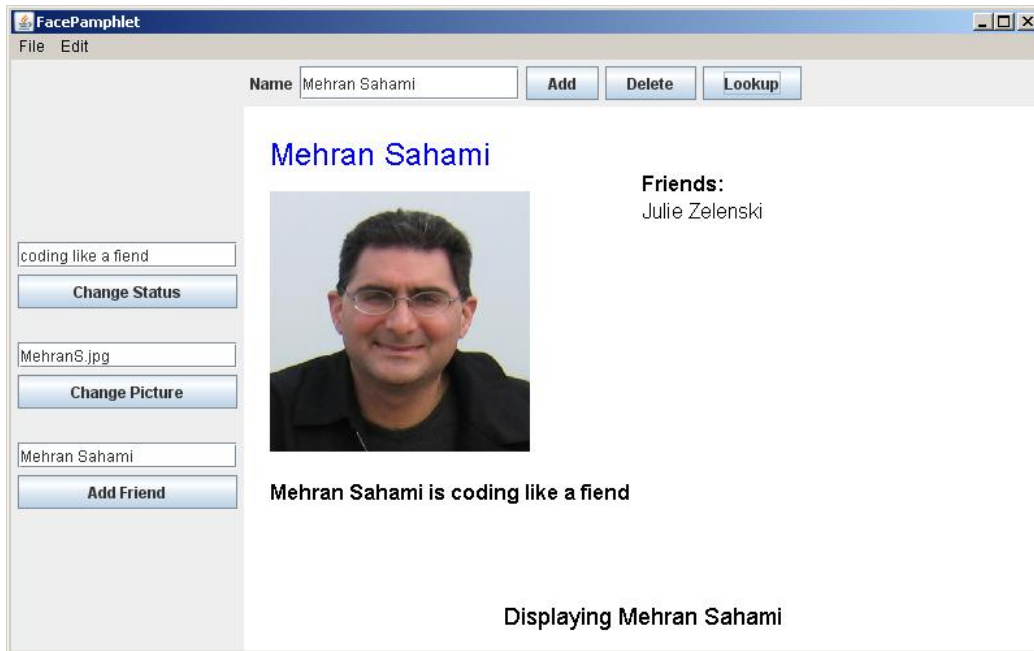 FacePamphlet
File Edit
Name Mehran Sahami Add Delete Lookup
Mehran Sahami
Friends:
Julie Zelenski
coding like a fiend
Change Status
MehranS.jpg
Change Picture
Mehran Sahami
Add Friend
Mehran Sahami is coding like a fiend
Displaying Mehran Sahami